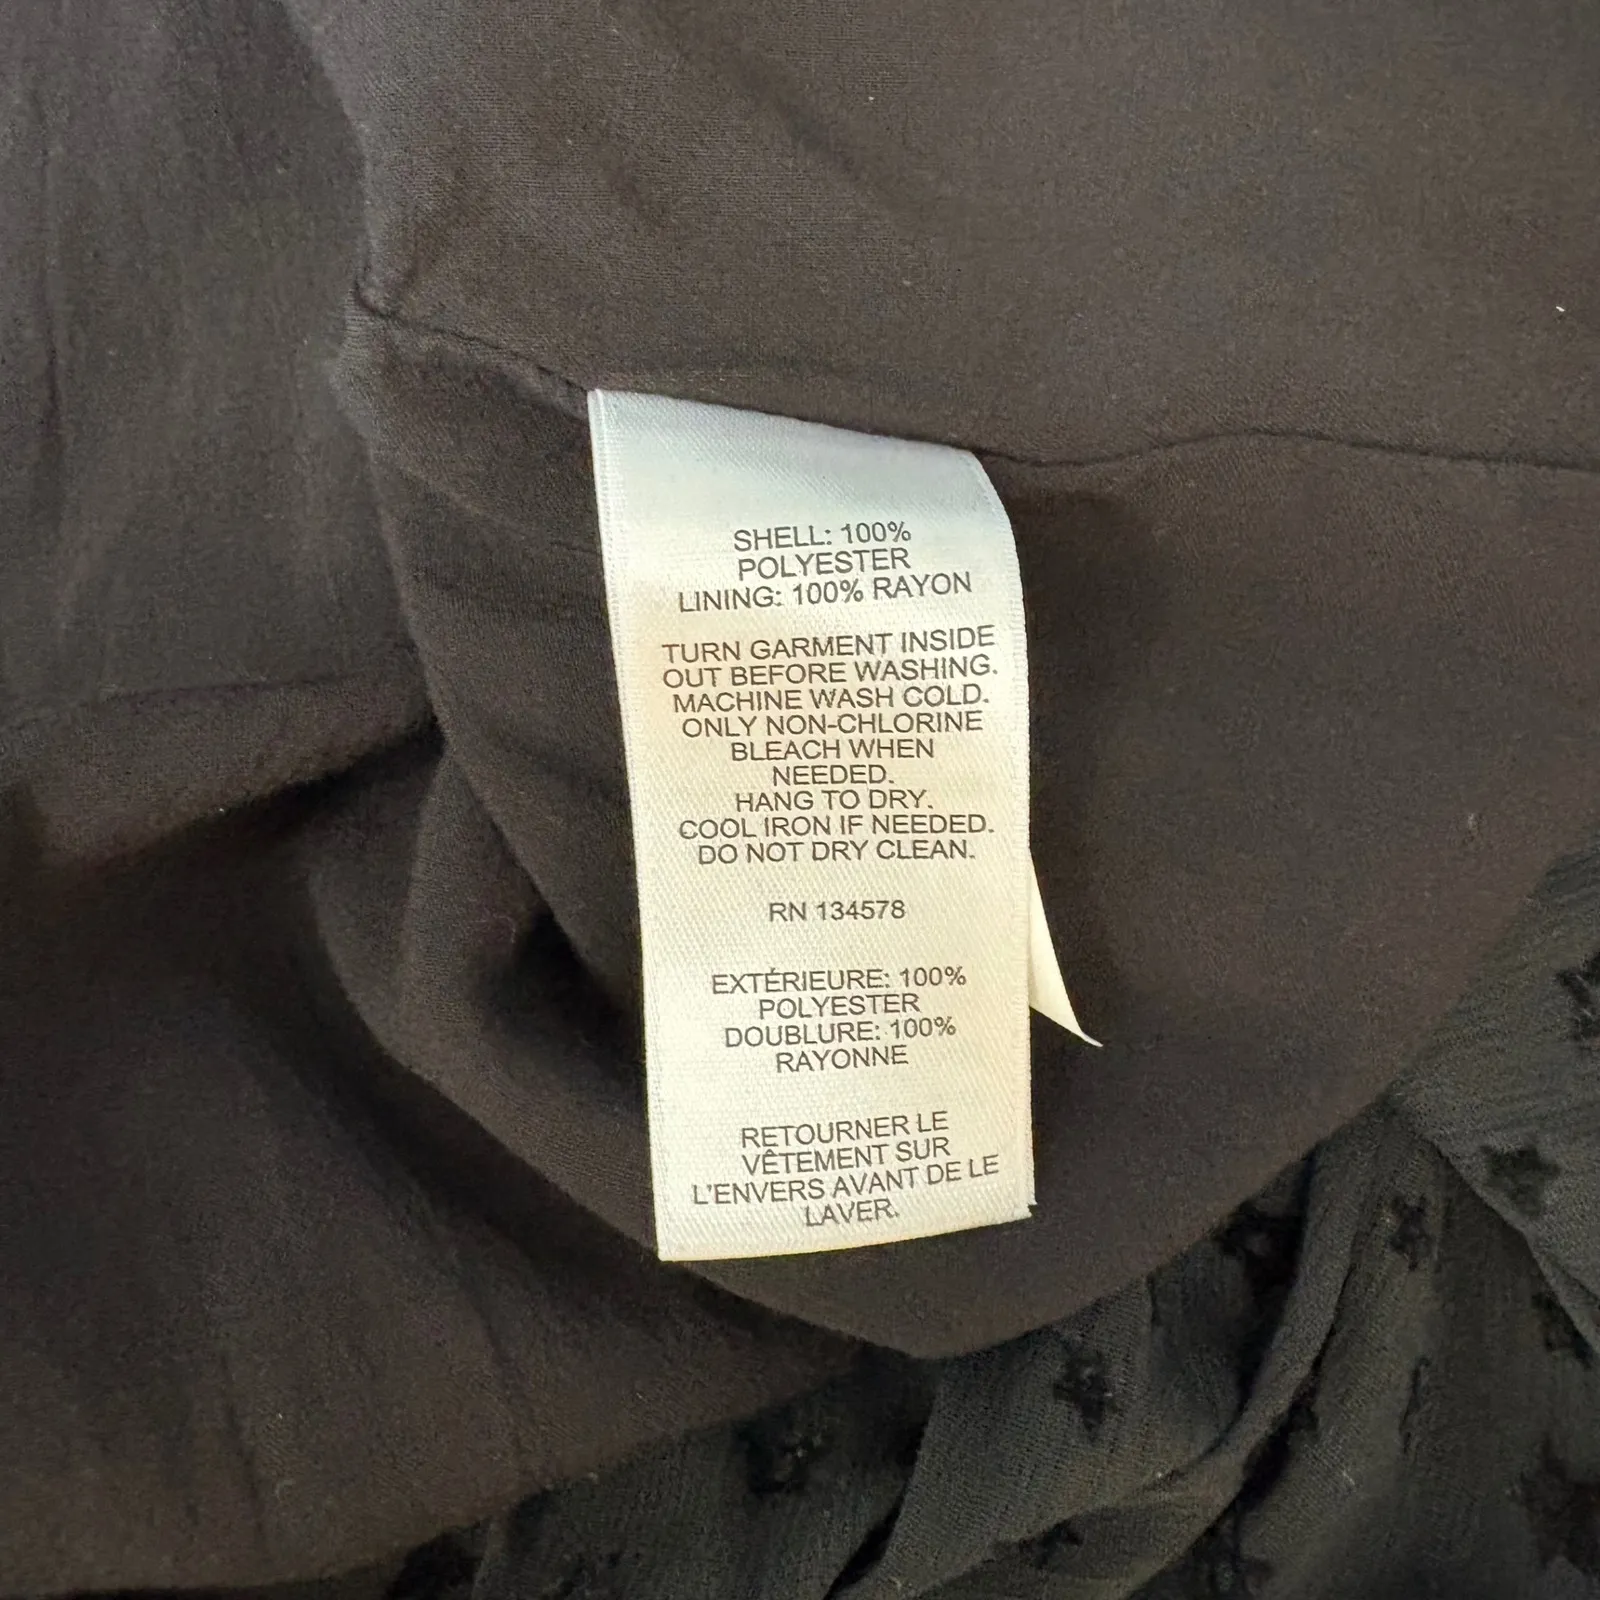 SHELL: 100%
POLYESTER
LINING: 100% RAYON
TURN GARMENT INSIDE
OUT BEFORE WASHING.
MACHINE WASH COLD.
ONLY NON-CHLORINE
BLEACH WHEN
NEEDED.
HANG TO DRY.
COOL IRON IF NEEDED.
DO NOT DRY CLEAN.
RN 134578
EXTÉRIEURE: 100%
POLYESTER
DOUBLURE: 100%
RAYONNE
RETOURNER LE
VÊTEMENT SUR
L'ENVERS AVANT DE LE
LAVER.